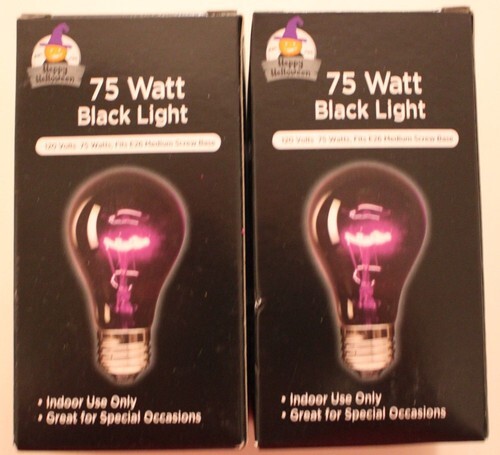 Happy
Halloween
75 Watt
Black Light
120 Volts, 75 Watts, Fits E26 Medium Screw Base
• Indoor Use Only
• Great for Special Occasions
Happy
Halloween
75 Watt
Black Light
120 Volts, 75 Watts, Fits E26 Medium Screw Base
• Indoor Use Only
• Great for Special Occasions